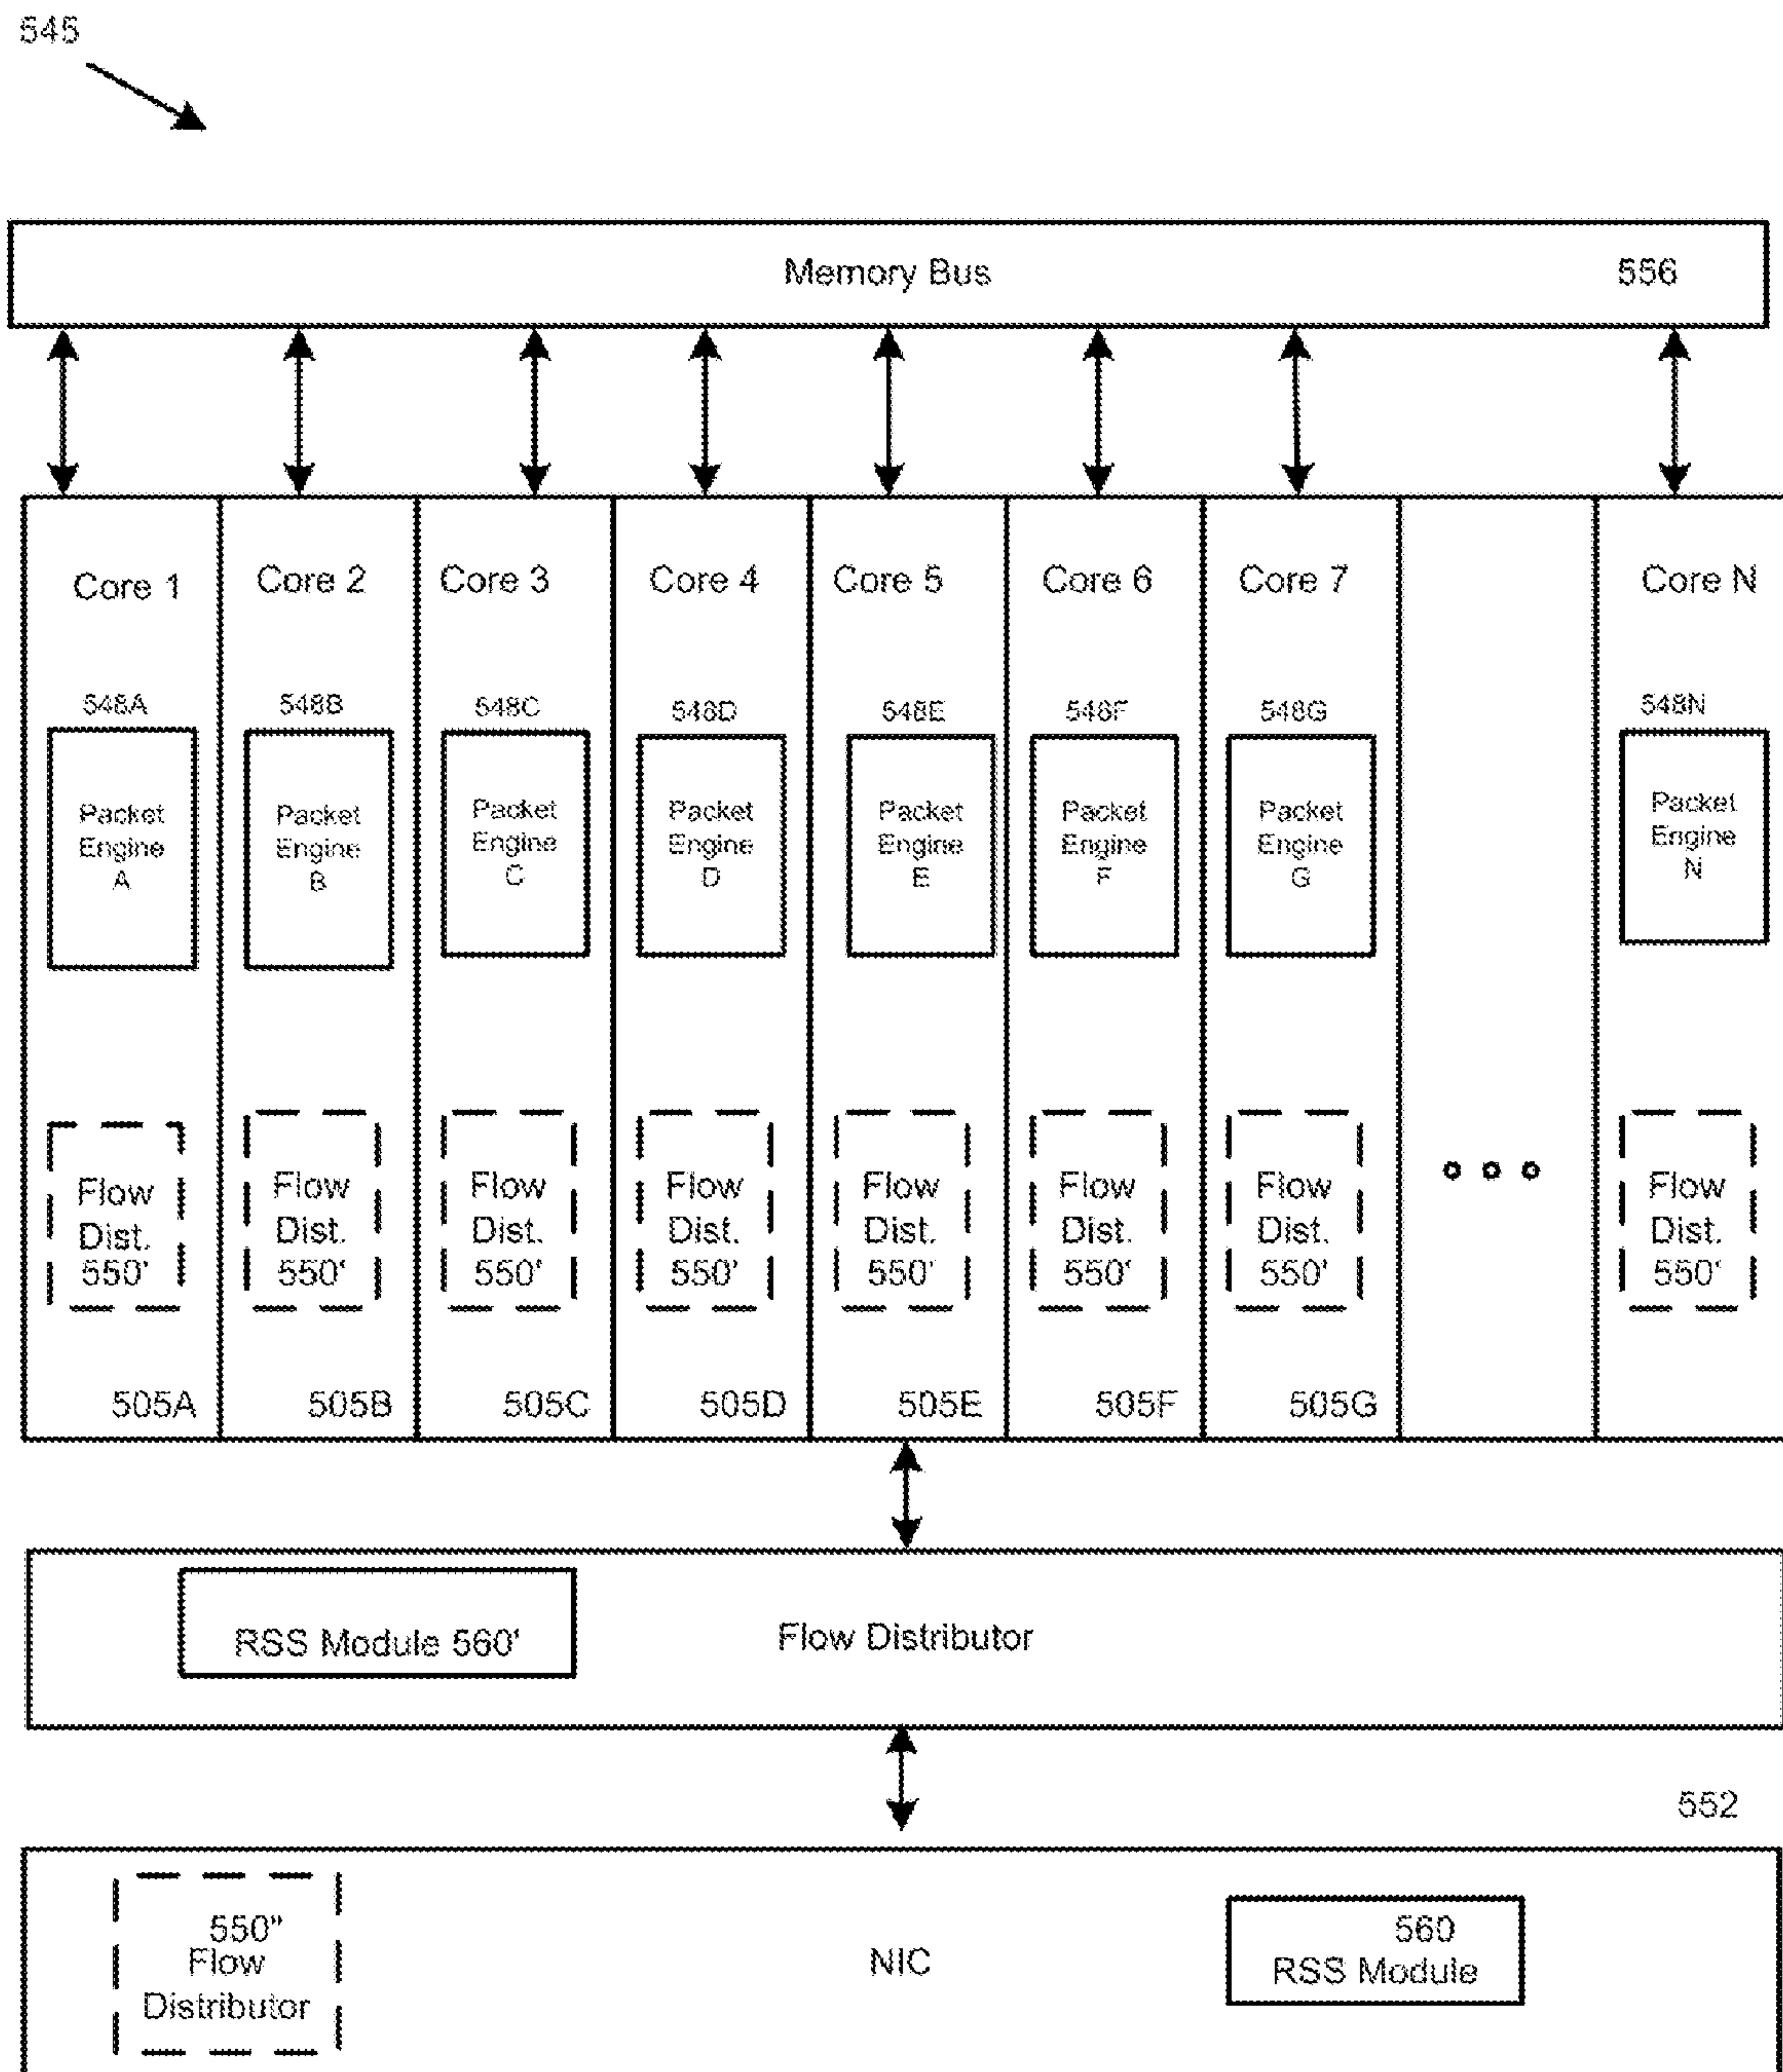 545
Memory Bus 556
Core 1 Core 2 Core 3 Core 4 Core 5 Core 6 Core 7 Core N
548A 548B 548C 548D 548E 548F 548G 548N
Packet Engine A
Packet Engine B
Packet Engine C
Packet Engine D
Packet Engine E
Packet Engine F
Packet Engine G
Packet Engine N
Flow Dist. 550'
Flow Dist. 550'
Flow Dist. 550'
Flow Dist. 550'
Flow Dist. 550'
Flow Dist. 550'
Flow Dist. 550'
Flow Dist. 550'
505A 505B 505C 505D 505E 505F 505G
RSS Module 560' Flow Distributor
552
550"
Flow
Distributor
NIC
560
RSS Module